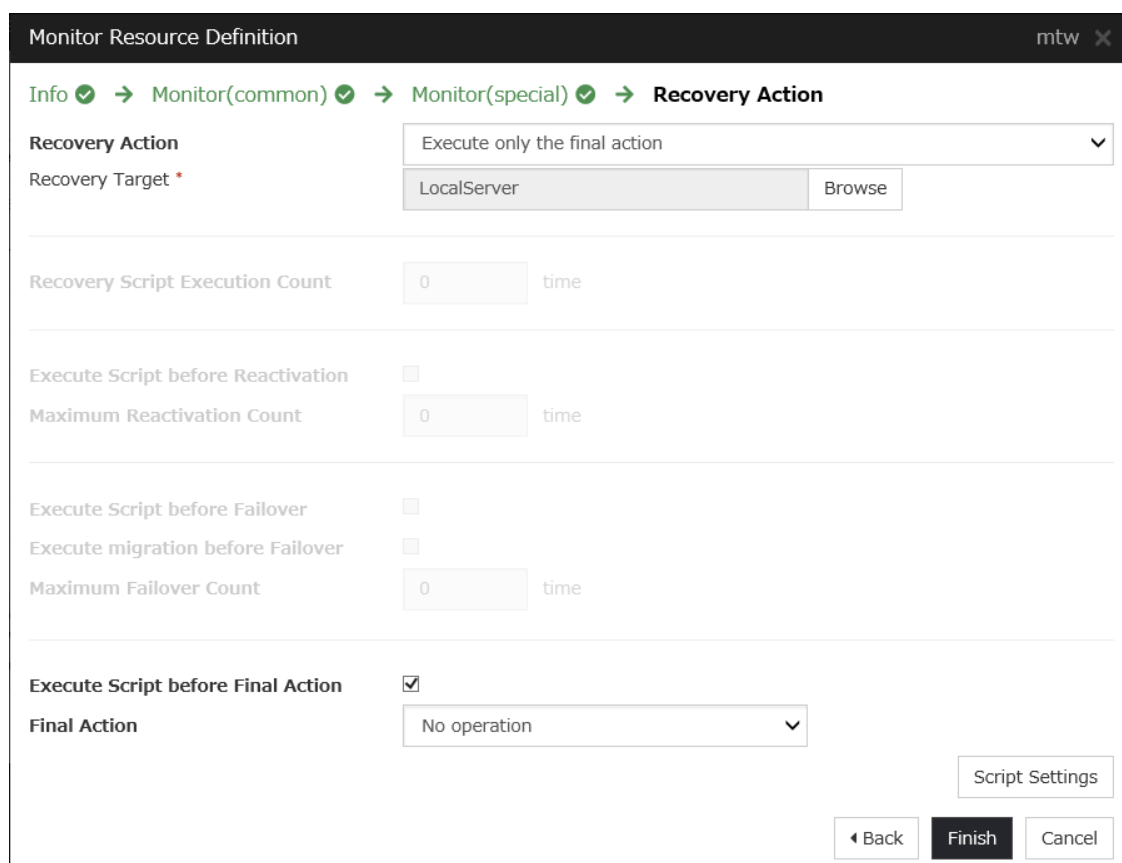 Monitor Resource Definition mtw
Info Monitor(common) Monitor(special) Recovery Action
Recovery Action Execute only the final action
Recovery Target * LocalServer Browse
Recovery Script Execution Count 0 time
Execute Script before Reactivation
Maximum Reactivation Count 0 time
Execute Script before Failover
Execute migration before Failover
Maximum Failover Count 0 time
Execute Script before Final Action
Final Action No operation
Script Settings
Back Finish Cancel